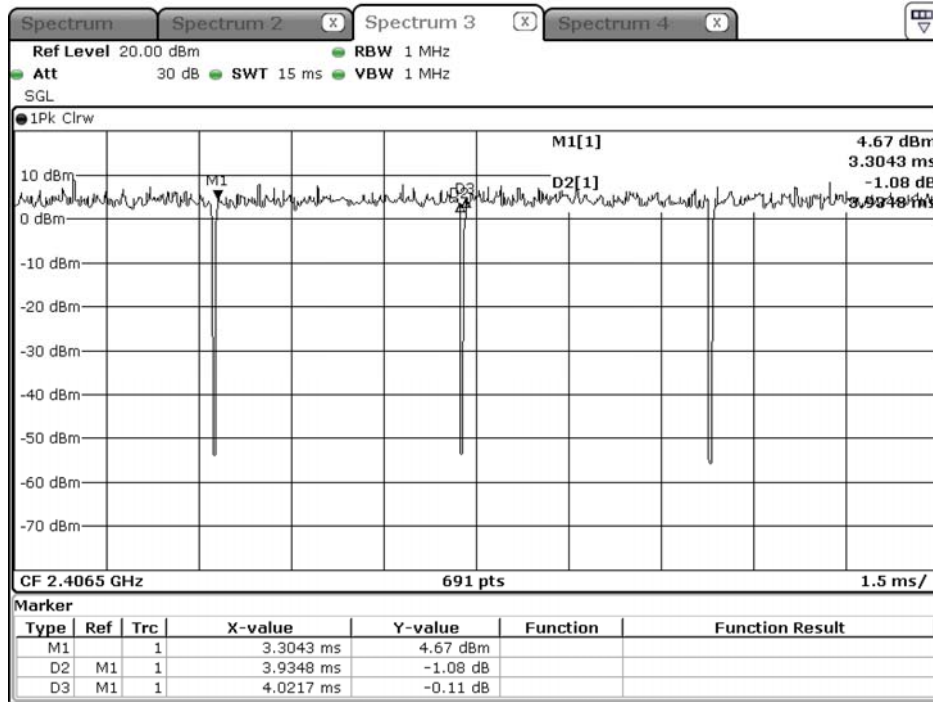 Spectrum Spectrum 2 X Spectrum 3 X Spectrum 4 X
Ref Level 20.00 dBm RBW 1 MHz
Att 30 dB SWT 15 ms VBW 1 MHz
SGL
1Pk Clrw
M1[1] 4.67 dBm
3.3043 ms
10 dBm
M1
D2[1] -1.08 dB
D2 D3
3.9348 ms
0 dBm
-10 dBm
-20 dBm
-30 dBm
-40 dBm
-50 dBm
-60 dBm
-70 dBm
CF 2.4065 GHz 691 pts 1.5 ms/
Marker
Type Ref Trc X-value Y-value Function Function Result
M1 1 3.3043 ms 4.67 dBm
D2 M1 1 3.9348 ms -1.08 dB
D3 M1 1 4.0217 ms -0.11 dB